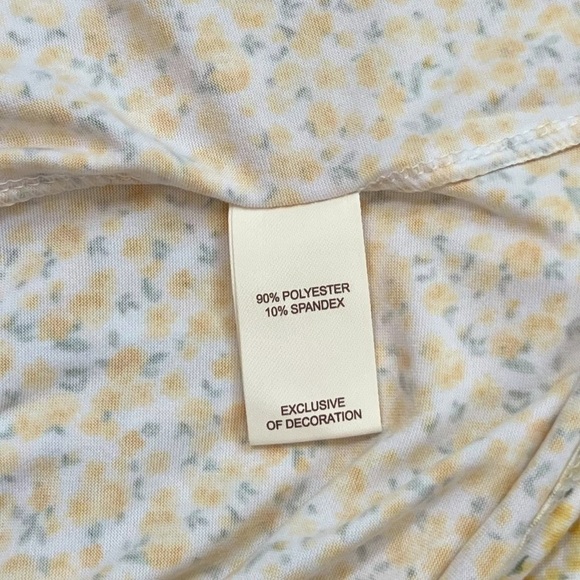 90% POLYESTER
10% SPANDEX
EXCLUSIVE
OF DECORATION